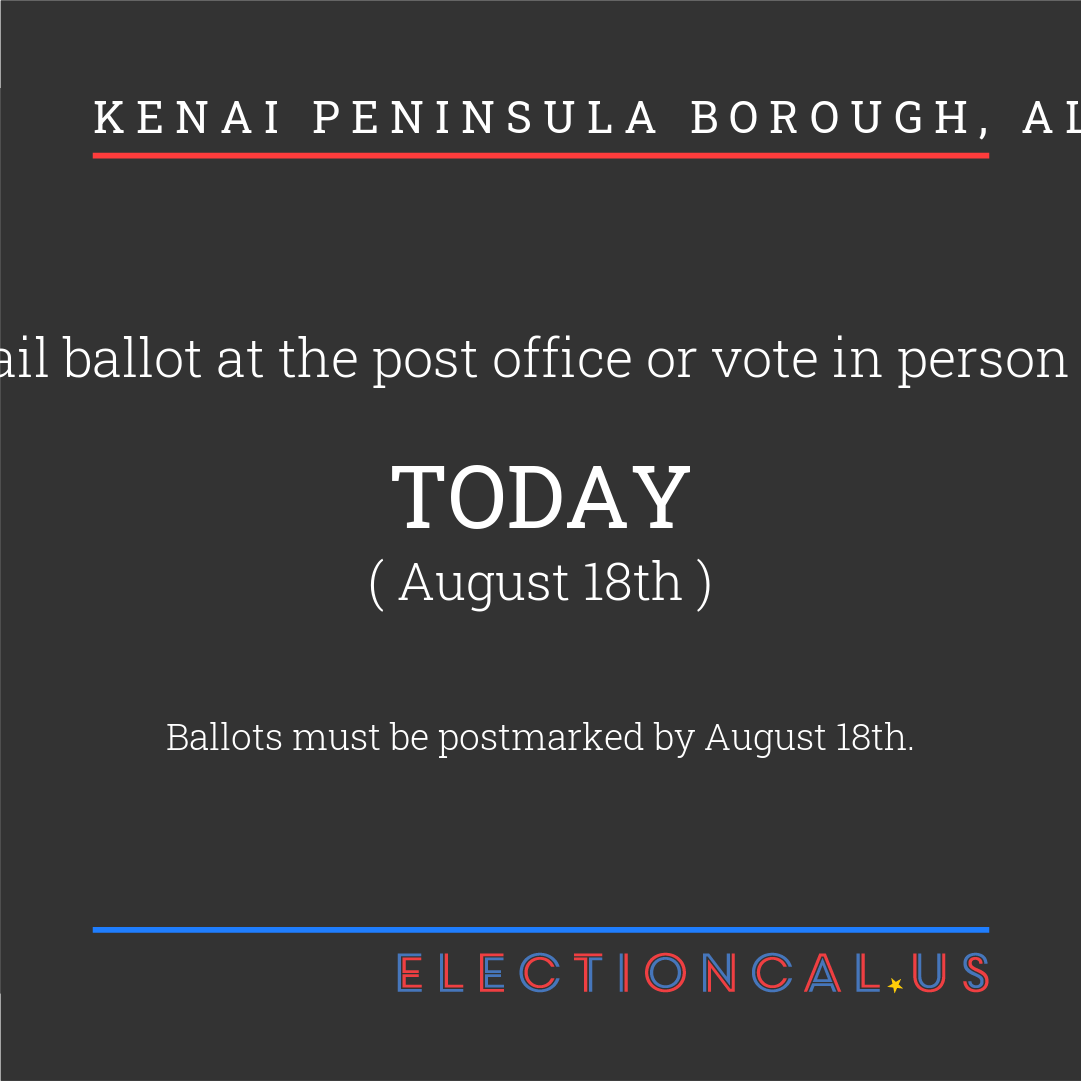 KENAI PENINSULA BOROUGH, AL
ail ballot at the post office or vote in person
TODAY
( August 18th )
Ballots must be postmarked by August 18th.
ELECTIONCAL.US